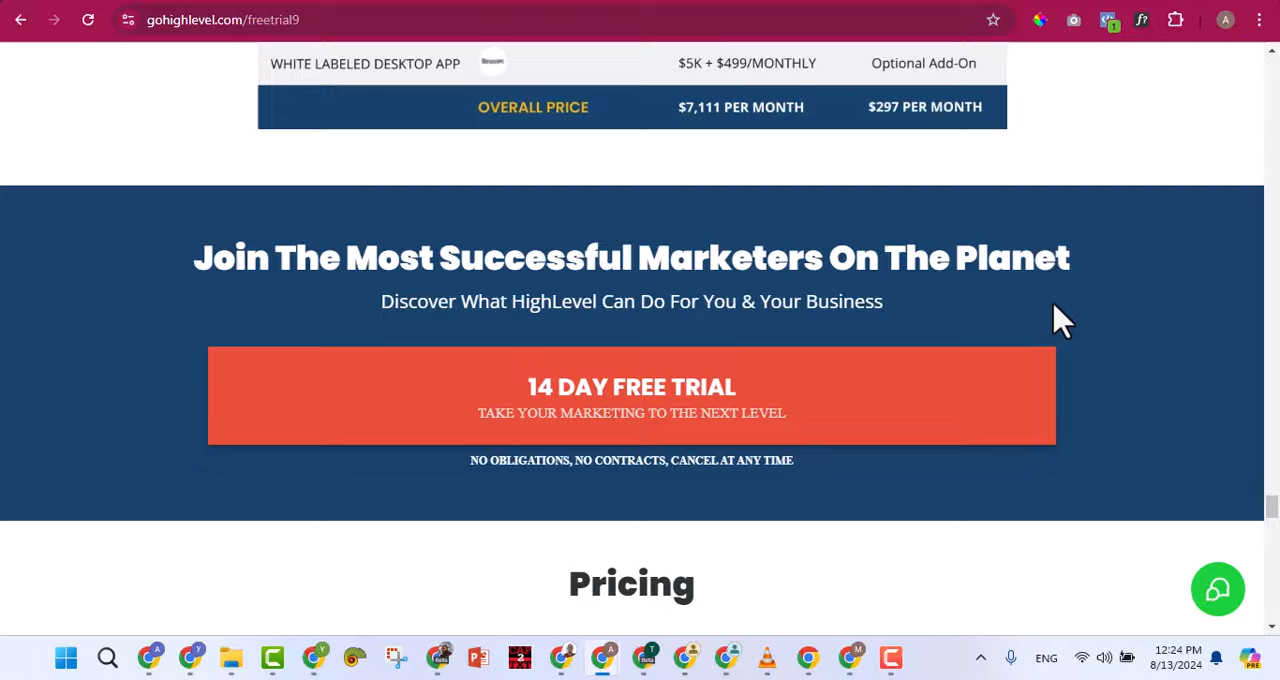 gohighlevel.com/freetrial9
A
1
f?
WHITE LABELED DESKTOP APP $5K + $499/MONTHLY Optional Add-On
OVERALL PRICE $7,111 PER MONTH $297 PER MONTH
Join The Most Successful Marketers On The Planet
Discover What HighLevel Can Do For You & Your Business
14 DAY FREE TRIAL
TAKE YOUR MARKETING TO THE NEXT LEVEL
NO OBLIGATIONS, NO CONTRACTS, CANCEL AT ANY TIME
Pricing
ENG
12:24 PM
8/13/2024